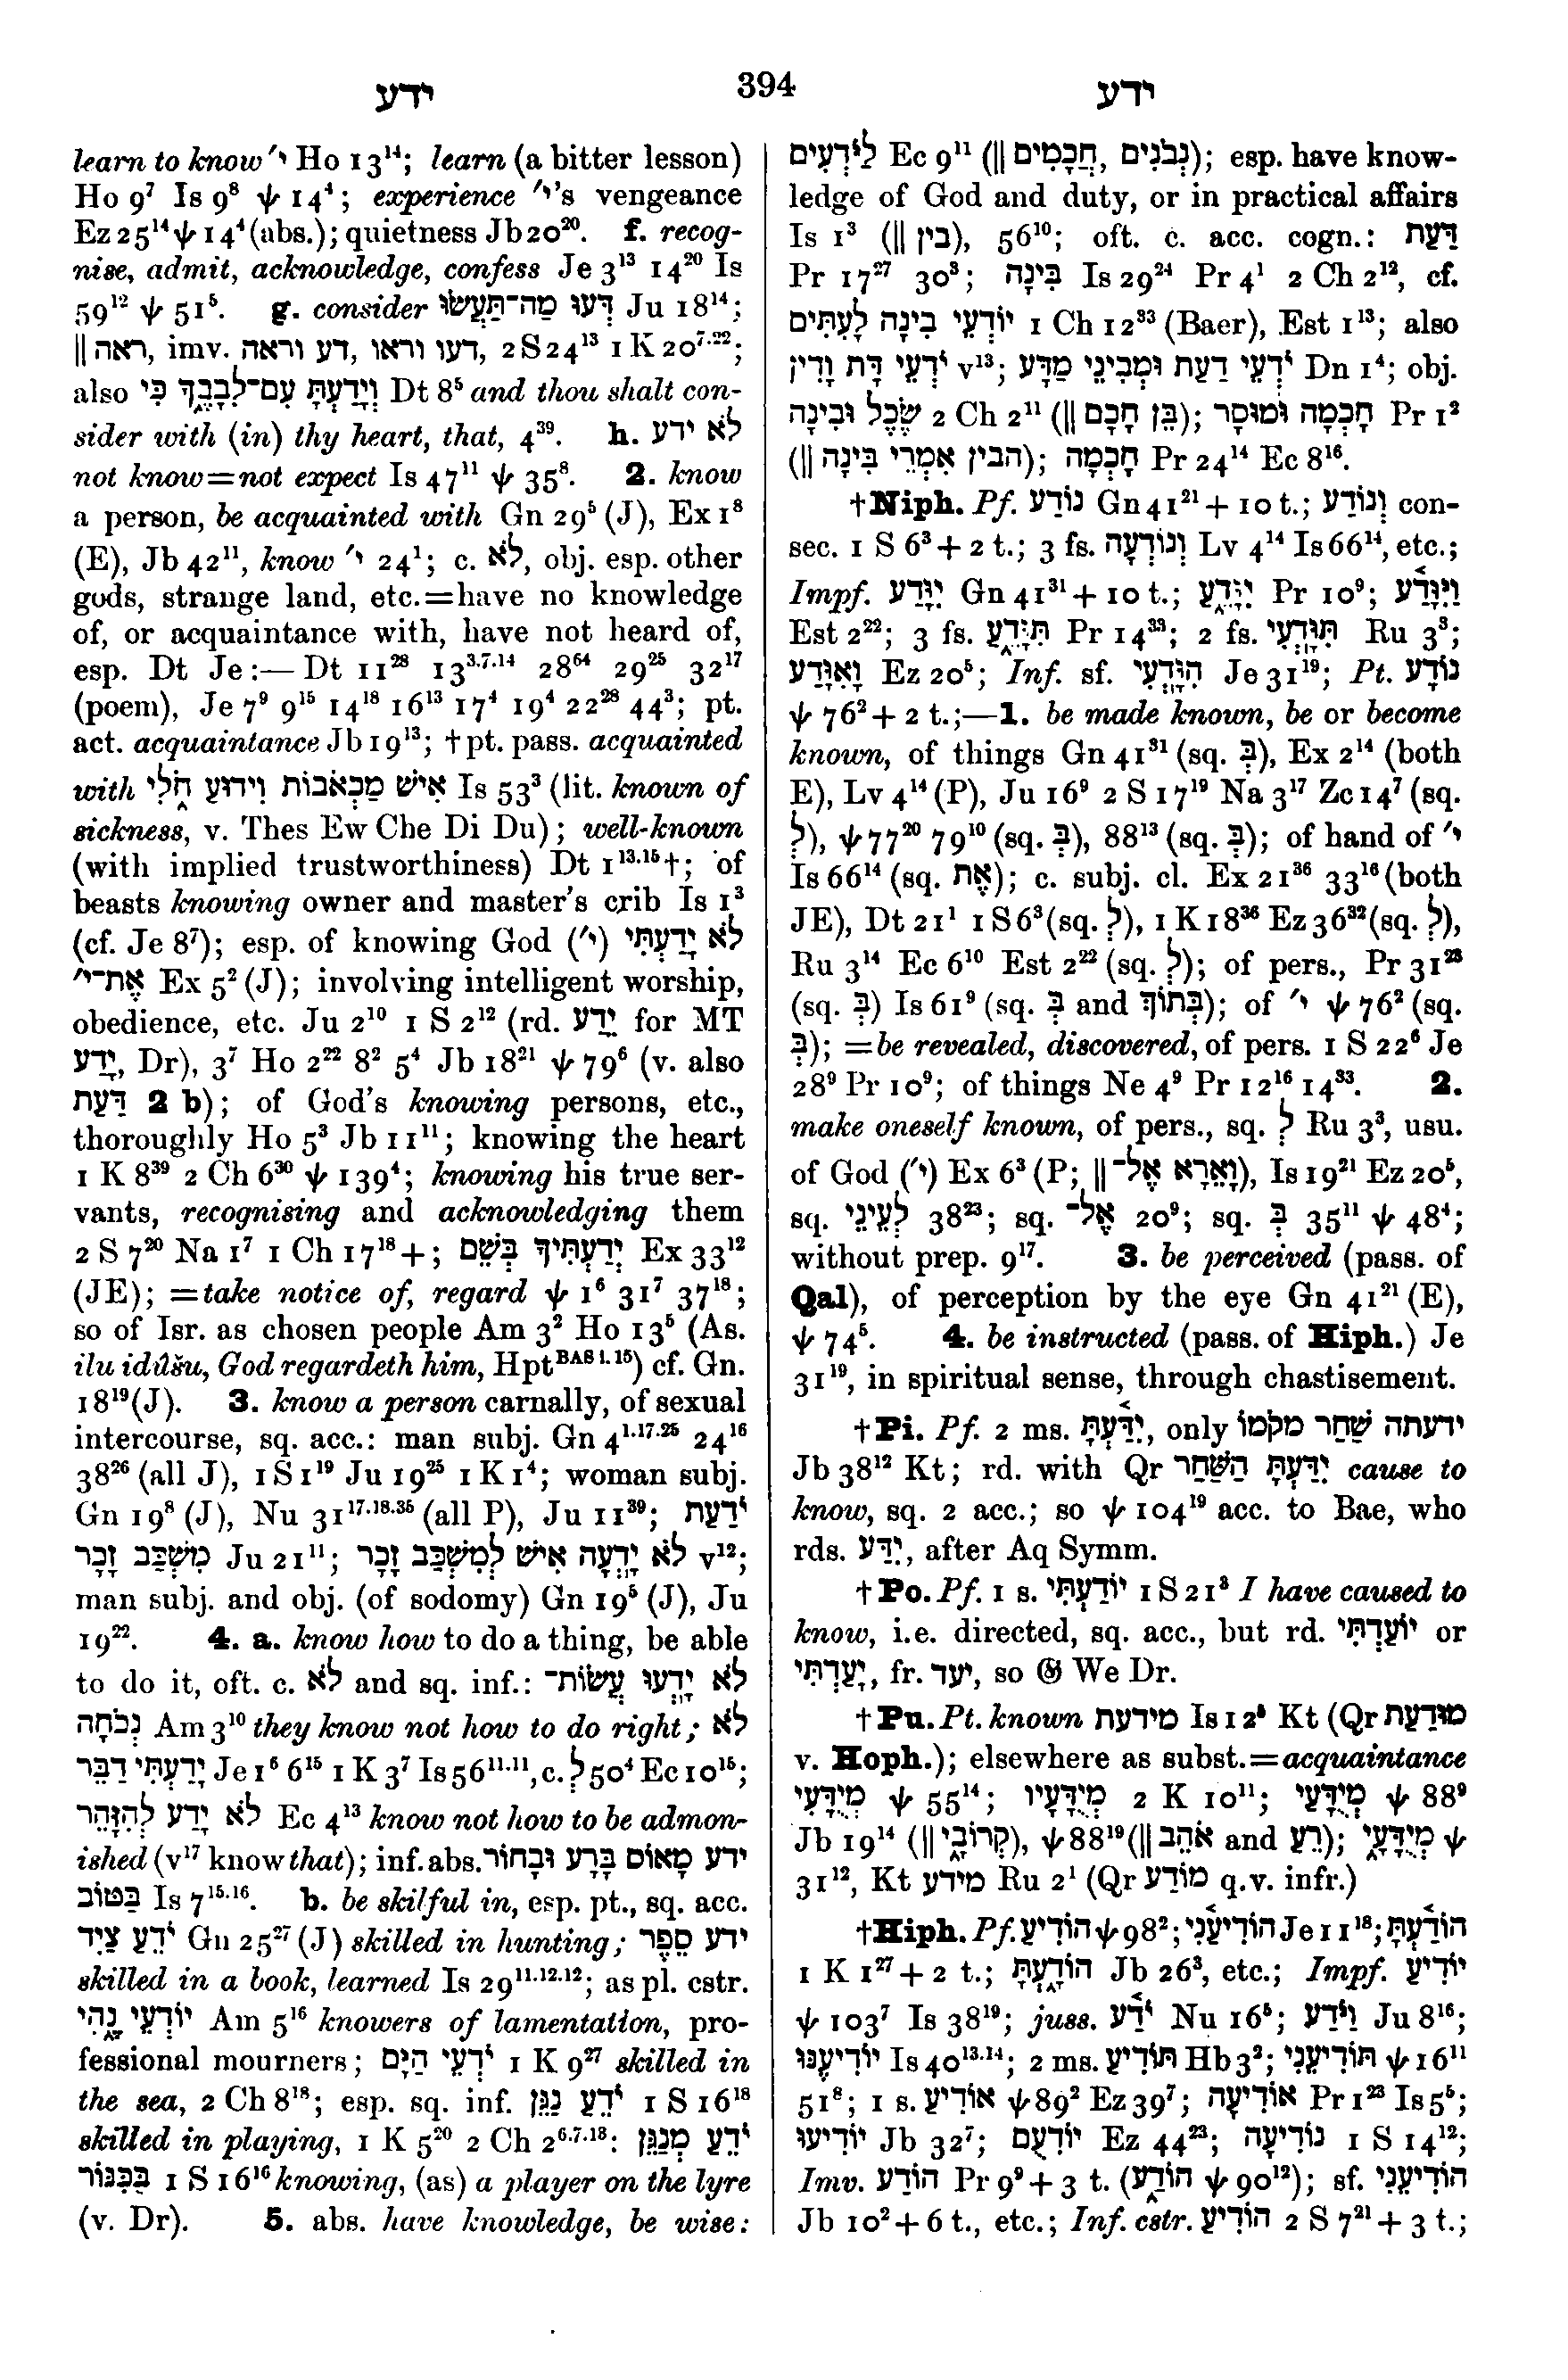 ידע 394 ידע
learn to know י׳ Ho 13¹⁴; learn (a bitter lesson)
Ho 9⁷ Is 9⁸ ψ 14⁴; experience י׳'s vengeance
Ez 25¹⁴ ψ 14⁴ (abs.); quietness Jb 20²⁰. f. recog-
nise, admit, acknowledge, confess Je 3¹³ 14²⁰ Is
59¹² ψ 51⁵. g. consider דְּעוּ מַה־תַּעֲשׂוּ Ju 18¹⁴;
‖ ראה, imv. דעו וראו, דע וראה, 2 S 24¹³ 1 K 20⁷·²²;
also וְיָדַעְתָּ עִם־לְבָבֶךָ כִּי Dt 8⁵ and thou shalt con-
sider with (in) thy heart, that, 4³⁹. h. לֹא ידע
not know=not expect Is 47¹¹ ψ 35⁸. 2. know
a person, be acquainted with Gn 29⁵ (J), Ex 1⁸
(E), Jb 42¹¹, know י׳ 24¹; c. לֹא, obj. esp. other
gods, strange land, etc.=have no knowledge
of, or acquaintance with, have not heard of,
esp. Dt Je:—Dt 11²⁸ 13³·⁷·¹⁴ 28⁶⁴ 29²⁵ 32¹⁷
(poem), Je 7⁹ 9¹⁵ 14¹⁸ 16¹³ 17⁴ 19⁴ 22²⁸ 44³; pt.
act. acquaintance Jb 19¹³; †pt. pass. acquainted
with אִישׁ מַכְאֹבוֹת וִידוּעַ חֹלִי Is 53³ (lit. known of
sickness, v. Thes Ew Che Di Du); well-known
(with implied trustworthiness) Dt 1¹³·¹⁵†; of
beasts knowing owner and master's crib Is 1³
(cf. Je 8⁷); esp. of knowing God (י׳) לֹא יָדַעְתִּי
אֶת־י׳ Ex 5² (J); involving intelligent worship,
obedience, etc. Ju 2¹⁰ 1 S 2¹² (rd. יֵדַע for MT
יָדַע, Dr), 3⁷ Ho 2²² 8² 5⁴ Jb 18²¹ ψ 79⁶ (v. also
דַּעַת 2 b); of God's knowing persons, etc.,
thoroughly Ho 5³ Jb 11¹¹; knowing the heart
1 K 8³⁹ 2 Ch 6³⁰ ψ 139⁴; knowing his true ser-
vants, recognising and acknowledging them
2 S 7²⁰ Na 1⁷ 1 Ch 17¹⁸+; יְדַעְתִּיךָ בְשֵׁם Ex 33¹²
(JE); =take notice of, regard ψ 1⁶ 31⁷ 37¹⁸;
so of Isr. as chosen people Am 3² Ho 13⁵ (As.
ilu idûšu, God regardeth him, Hpt BAS 1.15) cf. Gn.
18¹⁹ (J). 3. know a person carnally, of sexual
intercourse, sq. acc.: man subj. Gn 4¹·¹⁷·²⁵ 24¹⁶
38²⁶ (all J), 1 S 1¹⁹ Ju 19²⁵ 1 K 1⁴; woman subj.
Gn 19⁸ (J), Nu 31¹⁷·¹⁸·³⁵ (all P), Ju 11³⁹; יֹדַעַת
מִשְׁכַּב זָכָר Ju 21¹¹; לֹא יָדְעָה אִישׁ לְמִשְׁכַּב זָכָר v¹²;
man subj. and obj. (of sodomy) Gn 19⁵ (J), Ju
19²². 4. a. know how to do a thing, be able
to do it, oft. c. לֹא and sq. inf.: לֹא יָדְעוּ עֲשׂוֹת־
נְכֹחָה Am 3¹⁰ they know not how to do right; לֹא
יָדַעְתִּי דַבֵּר Je 1⁶ 6¹⁵ 1 K 3⁷ Is 56¹¹·¹¹, c. לְ 50⁴ Ec 10¹⁵;
לֹא יָדַע לְהִזָּהֵר Ec 4¹³ know not how to be admon-
ished (v¹⁷ know that); inf. abs. ידע מָאוֹם בָּרָע וּבָחוֹר
בַּטּוֹב Is 7¹⁵·¹⁶. b. be skilful in, esp. pt., sq. acc.
יֹדֵעַ צַיִד Gn 25²⁷ (J) skilled in hunting; ידע סֵפֶר
skilled in a book, learned Is 29¹¹·¹²·¹²; as pl. cstr.
יוֹדְעֵי נֶהִי Am 5¹⁶ knowers of lamentation, pro-
fessional mourners; יֹדְעֵי הַיָּם 1 K 9²⁷ skilled in
the sea, 2 Ch 8¹⁸; esp. sq. inf. יֹדֵעַ נַגֵּן 1 S 16¹⁸
skilled in playing, 1 K 5²⁰ 2 Ch 2⁶·⁷·¹³: יֹדֵעַ מְנַגֵּן
בַּכִּנּוֹר 1 S 16¹⁶ knowing, (as) a player on the lyre
(v. Dr). 5. abs. have knowledge, be wise:
לַיֹּדְעִים Ec 9¹¹ (‖ חֲכָמִים, נְבֹנִים); esp. have know-
ledge of God and duty, or in practical affairs
Is 1³ (‖ בין), 56¹⁰; oft. c. acc. cogn.: דַּעַת
Pr 17²⁷ 30³; בִּינָה Is 29²⁴ Pr 4¹ 2 Ch 2¹², cf.
יוֹדְעֵי בִינָה לָעִתִּים 1 Ch 12³³ (Baer), Est 1¹³; also
יֹדְעֵי דָּת וָדִין v¹³; יֹדְעֵי דַעַת וּמְבִינֵי מַדָּע Dn 1⁴; obj.
שֵׂכֶל וּבִינָה 2 Ch 2¹¹ (‖ בֵּן חָכָם); חָכְמָה וּמוּסָר Pr 1²
(‖ הבין אִמְרֵי בִינָה); חָכְמָה Pr 24¹⁴ Ec 8¹⁶.
†Niph. Pf. נוֹדַע Gn 41²¹ + 10 t.; וְנוֹדַע con-
sec. 1 S 6³ + 2 t.; 3 fs. וְנוֹדְעָה Lv 4¹⁴ Is 66¹⁴, etc.;
Impf. יִוָּדַע Gn 41³¹ + 10 t.; יִוָּדֵעַ Pr 10⁹; וַיִּוָּדַע
Est 2²²; 3 fs. תִּוָּדֵעַ Pr 14³³; 2 fs. תִּוָּדְעִי Ru 3³;
וָאִוָּדַע Ez 20⁵; Inf. sf. הִוָּדְעִי Je 31¹⁹; Pt. נוֹדָע
ψ 76² + 2 t.;—1. be made known, be or become
known, of things Gn 41³¹ (sq. בְּ), Ex 2¹⁴ (both
E), Lv 4¹⁴ (P), Ju 16⁹ 2 S 17¹⁹ Na 3¹⁷ Zc 14⁷ (sq.
לְ), ψ 77²⁰ 79¹⁰ (sq. בְּ), 88¹³ (sq. בְּ); of hand of י׳
Is 66¹⁴ (sq. אֶת); c. subj. cl. Ex 21³⁶ 33¹⁶ (both
JE), Dt 21¹ 1 S 6³ (sq. לְ), 1 K 18³⁶ Ez 36³² (sq. לְ),
Ru 3¹⁴ Ec 6¹⁰ Est 2²² (sq. לְ); of pers., Pr 31²³
(sq. בְּ) Is 61⁹ (sq. בְּ and בְּתוֹךְ); of י׳ ψ 76² (sq.
בְּ); =be revealed, discovered, of pers. 1 S 22⁶ Je
28⁹ Pr 10⁹; of things Ne 4⁹ Pr 12¹⁶ 14³³. 2.
make oneself known, of pers., sq. לְ Ru 3³, usu.
of God (י׳) Ex 6³ (P; ‖ וָאֵרָא אֶל־), Is 19²¹ Ez 20⁵,
sq. לְעֵינֵי 38²³; sq. אֶל־ 20⁹; sq. בְּ 35¹¹ ψ 48⁴;
without prep. 9¹⁷. 3. be perceived (pass. of
Qal), of perception by the eye Gn 41²¹ (E),
ψ 74⁵. 4. be instructed (pass. of Hiph.) Je
31¹⁹, in spiritual sense, through chastisement.
†Pi. Pf. 2 ms. יִדַּעְתָּ, only ידעתה שַׁחַר מקמו
Jb 38¹² Kt; rd. with Qr יִדַּעְתָּ הַשַּׁחַר cause to
know, sq. 2 acc.; so ψ 104¹⁹ acc. to Bae, who
rds. יִדַּע, after Aq Symm.
†Po. Pf. 1 s. יוֹדַעְתִּי 1 S 21³ I have caused to
know, i.e. directed, sq. acc., but rd. יוֹעַדְתִּי or
יָעַדְתִּי, fr. יעד, so 𝔊 We Dr.
†Pu. Pt. known מידעת Is 12⁵ Kt (Qr מוּדַעַת
v. Hoph.); elsewhere as subst.=acquaintance
מְיֻדָּעִי ψ 55¹⁴; מְיֻדָּעָיו 2 K 10¹¹; מְיֻדָּעַי ψ 88⁹
Jb 19¹⁴ (‖ קְרוֹבָי), ψ 88¹⁹ (‖ אֹהֵב and רֵעַ); מְיֻדָּעָי ψ
31¹², Kt מידע Ru 2¹ (Qr מוֹדַע q.v. infr.)
†Hiph. Pf. הוֹדִיעַ ψ 98²; הוֹדִיעַנִי Je 11¹⁸; הוֹדַעְתָּ
1 K 1²⁷ + 2 t.; הוֹדָעְתָּ Jb 26³, etc.; Impf. יוֹדִיעַ
ψ 103⁷ Is 38¹⁹; juss. יֹדַע Nu 16⁵; וַיֹּדַע Ju 8¹⁶;
יוֹדִיעֶנּוּ Is 40¹³·¹⁴; 2 ms. תּוֹדִיעַ Hb 3²; תּוֹדִיעֵנִי ψ 16¹¹
51⁸; 1 s. אוֹדִיעַ ψ 89² Ez 39⁷; אוֹדִיעָה Pr 1²³ Is 5⁵;
יוֹדִיעוּ Jb 32⁷; יוֹדִעֻם Ez 44²³; נוֹדִיעָה 1 S 14¹²;
Imv. הוֹדַע Pr 9⁹ + 3 t. (הוֹדַע ψ 90¹²); sf. הוֹדִיעֵנִי
Jb 10² + 6 t., etc.; Inf. cstr. הוֹדִיעַ 2 S 7²¹ + 3 t.;